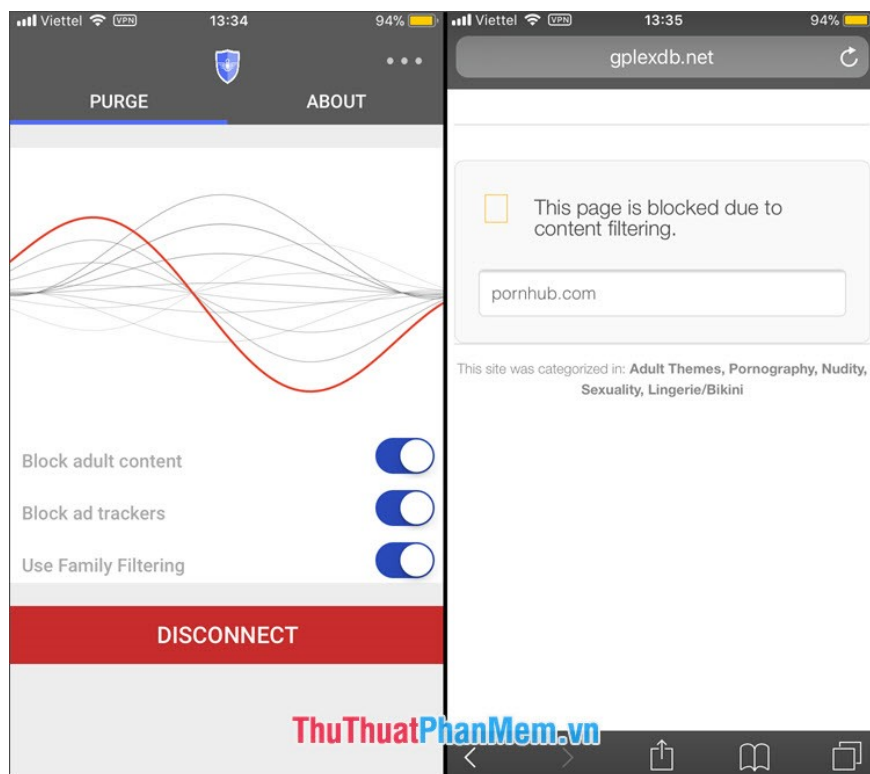 Viettel VPN 13:34 94%
PURGE ABOUT
Block adult content
Block ad trackers
Use Family Filtering
DISCONNECT
Viettel VPN 13:35 94%
gplexdb.net
This page is blocked due to
content filtering.
pornhub.com
This site was categorized in: Adult Themes, Pornography, Nudity,
Sexuality, Lingerie/Bikini
ThuThuatPhanMem.vn